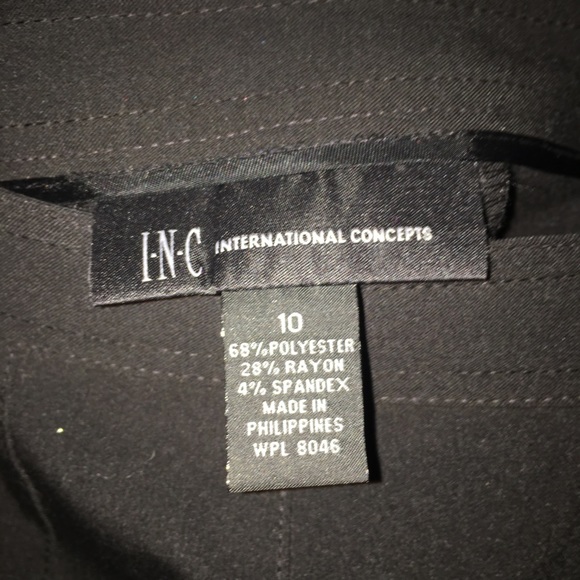 I·N·C INTERNATIONAL CONCEPTS
10
68% POLYESTER
28% RAYON
4% SPANDEX
MADE IN
PHILIPPINES
WPL 8046